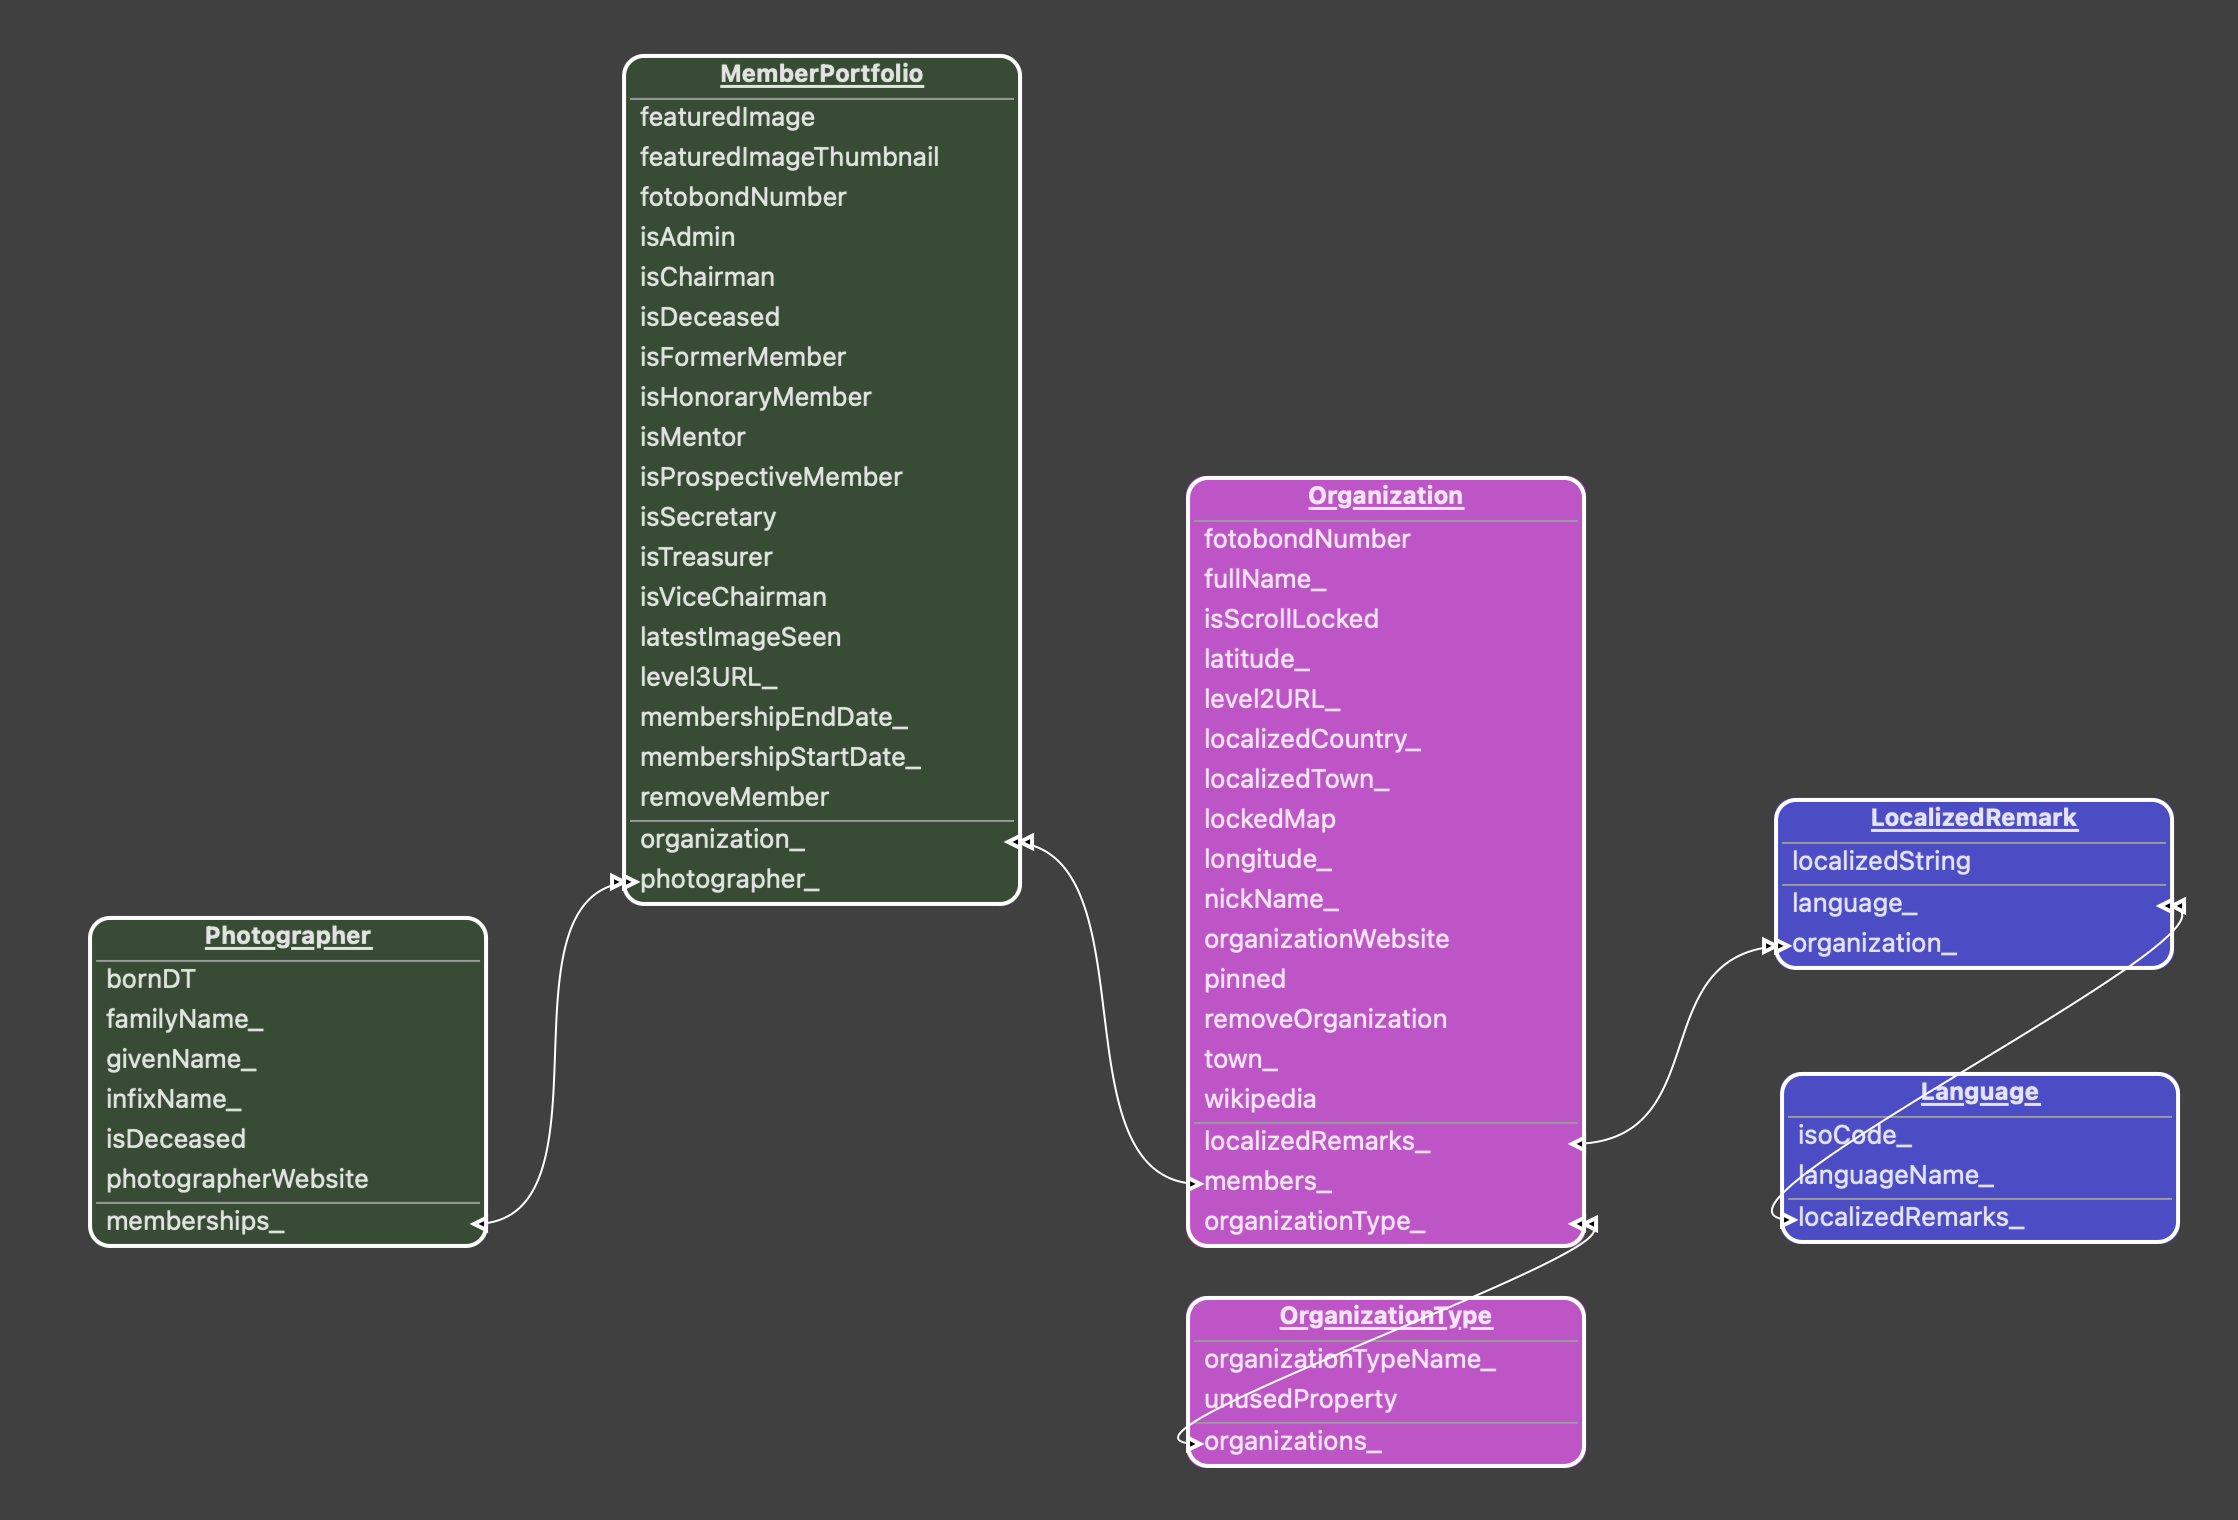 MemberPortfolio
featuredImage
featuredImageThumbnail
fotobondNumber
isAdmin
isChairman
isDeceased
isFormerMember
isHonoraryMember
isMentor
isProspectiveMember
isSecretary
isTreasurer
isViceChairman
latestImageSeen
level3URL_
membershipEndDate_
membershipStartDate_
removeMember
organization_
photographer_
Photographer
bornDT
familyName_
givenName_
infixName_
isDeceased
photographerWebsite
memberships_
Organization
fotobondNumber
fullName_
isScrollLocked
latitude_
level2URL_
localizedCountry_
localizedTown_
lockedMap
longitude_
nickName_
organizationWebsite
pinned
removeOrganization
town_
wikipedia
localizedRemarks_
members_
organizationType_
OrganizationType
organizationTypeName_
unusedProperty
organizations_
LocalizedRemark
localizedString
language_
organization_
Language
isoCode_
languageName_
localizedRemarks_